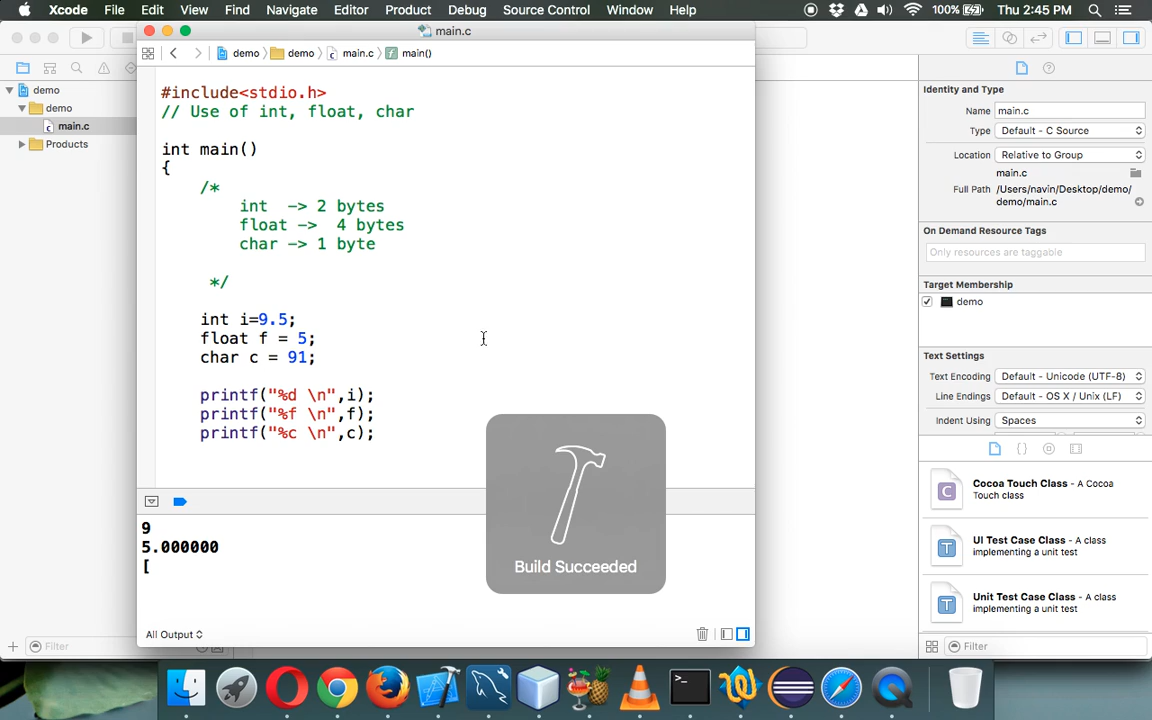 Xcode File Edit View Find Navigate Editor Product Debug Source Control Window Help 100% Thu 2:45 PM
main.c
demo demo main.c main()
demo
demo
main.c
Products
#include<stdio.h>
// Use of int, float, char
int main()
{
/*
int -> 2 bytes
float -> 4 bytes
char -> 1 byte
*/
int i=9.5;
float f = 5;
char c = 91;
printf("%d \n",i);
printf("%f \n",f);
printf("%c \n",c);
9
5.000000
[
Build Succeeded
All Output
Filter
Identity and Type
Name main.c
Type Default - C Source
Location Relative to Group
main.c
Full Path /Users/navin/Desktop/demo/
demo/main.c
On Demand Resource Tags
Only resources are taggable
Target Membership
demo
Text Settings
Text Encoding Default - Unicode (UTF-8)
Line Endings Default - OS X / Unix (LF)
Indent Using Spaces
Cocoa Touch Class - A Cocoa
Touch class
UI Test Case Class - A class
implementing a unit test
Unit Test Case Class - A class
implementing a unit test
Filter